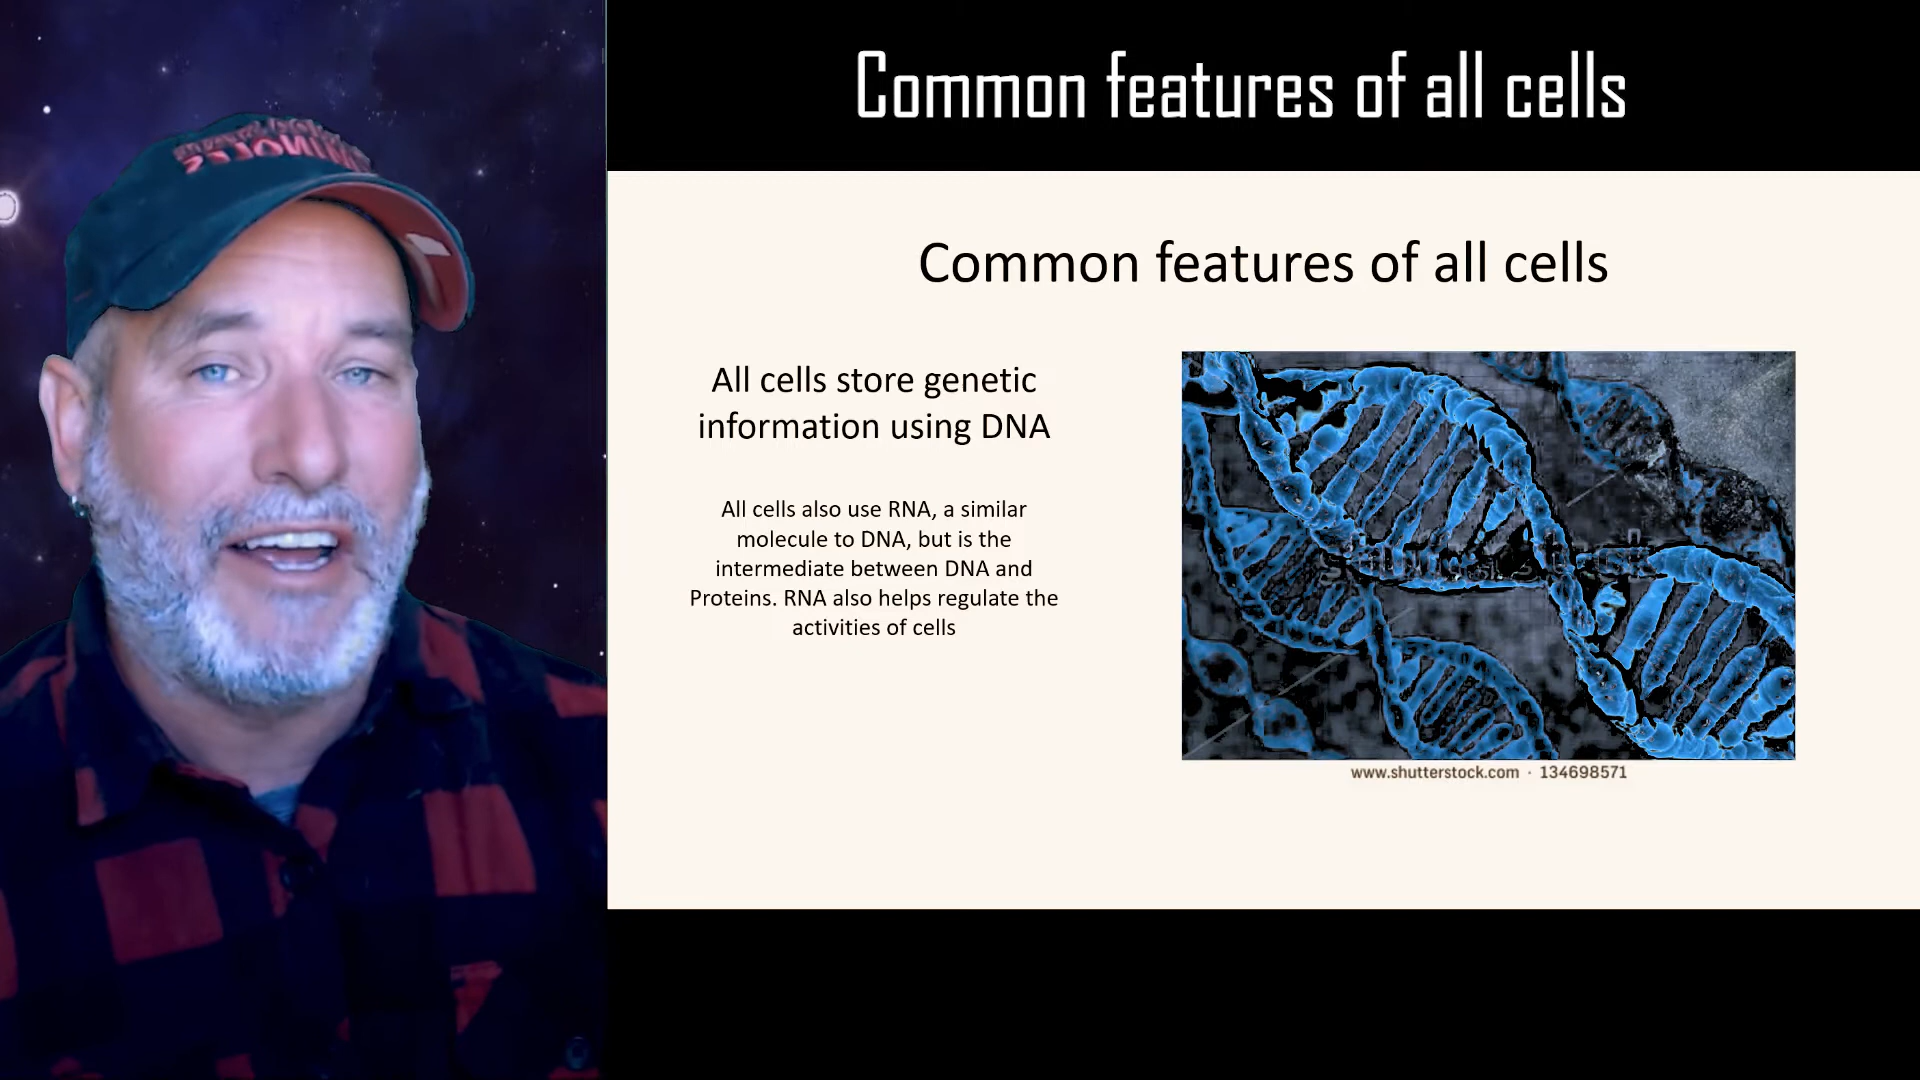 Common features of all cells
Common features of all cells
All cells store genetic
information using DNA
All cells also use RNA, a similar
molecule to DNA, but is the
intermediate between DNA and
Proteins. RNA also helps regulate the
activities of cells
www.shutterstock.com · 134698571